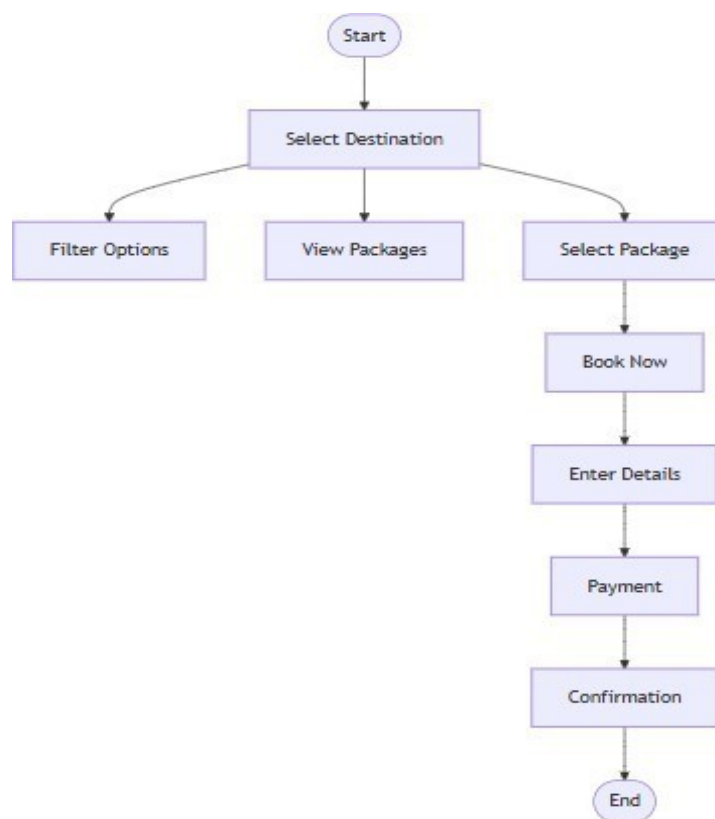 Start
Select Destination
Filter Options
View Packages
Select Package
Book Now
Enter Details
Payment
Confirmation
End